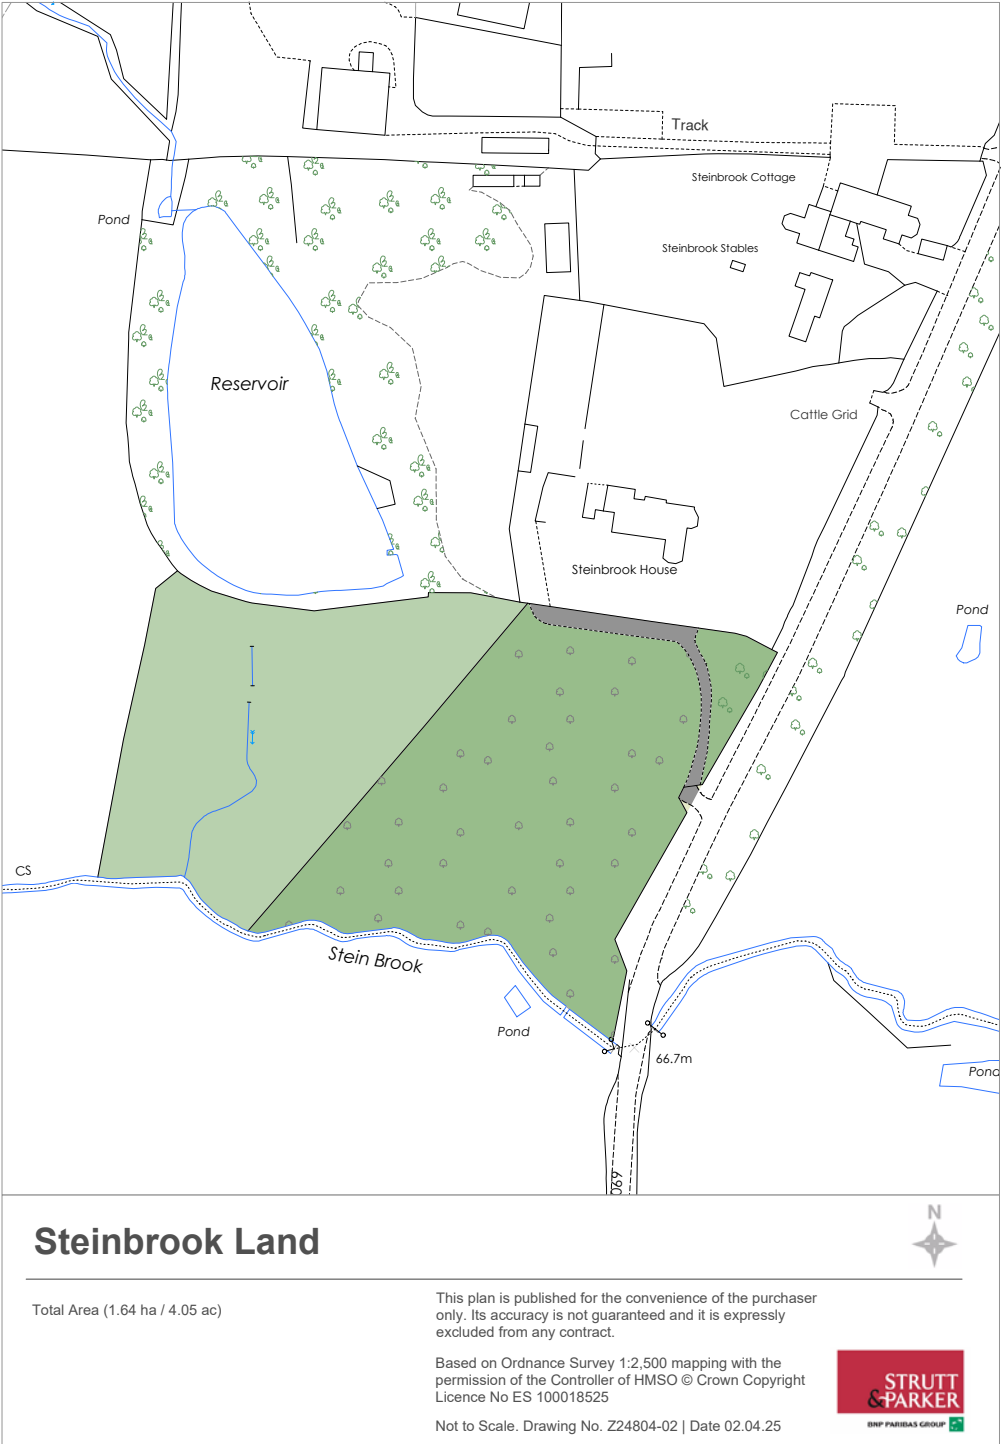 Track
Steinbrook Cottage
Pond
Steinbrook Stables
Reservoir
Cattle Grid
Steinbrook House
Pond
CS
Stein Brook
Pond
66.7m
Pond
Steinbrook Land
N
Total Area (1.64 ha / 4.05 ac)
This plan is published for the convenience of the purchaser
only. Its accuracy is not guaranteed and it is expressly
excluded from any contract.
Based on Ordnance Survey 1:2,500 mapping with the
permission of the Controller of HMSO © Crown Copyright
Licence No ES 100018525
Not to Scale. Drawing No. Z24804-02 | Date 02.04.25
STRUTT
&PARKER
BNP PARIBAS GROUP